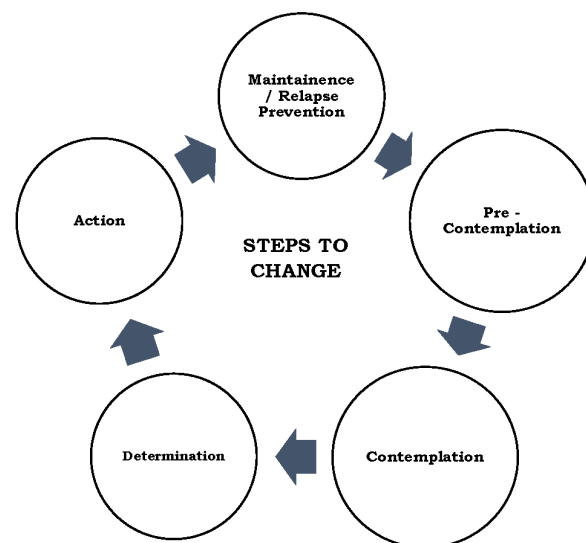 Maintainence
/ Relapse
Prevention
Pre -
Contemplation
Action
STEPS TO
CHANGE
Determination
Contemplation